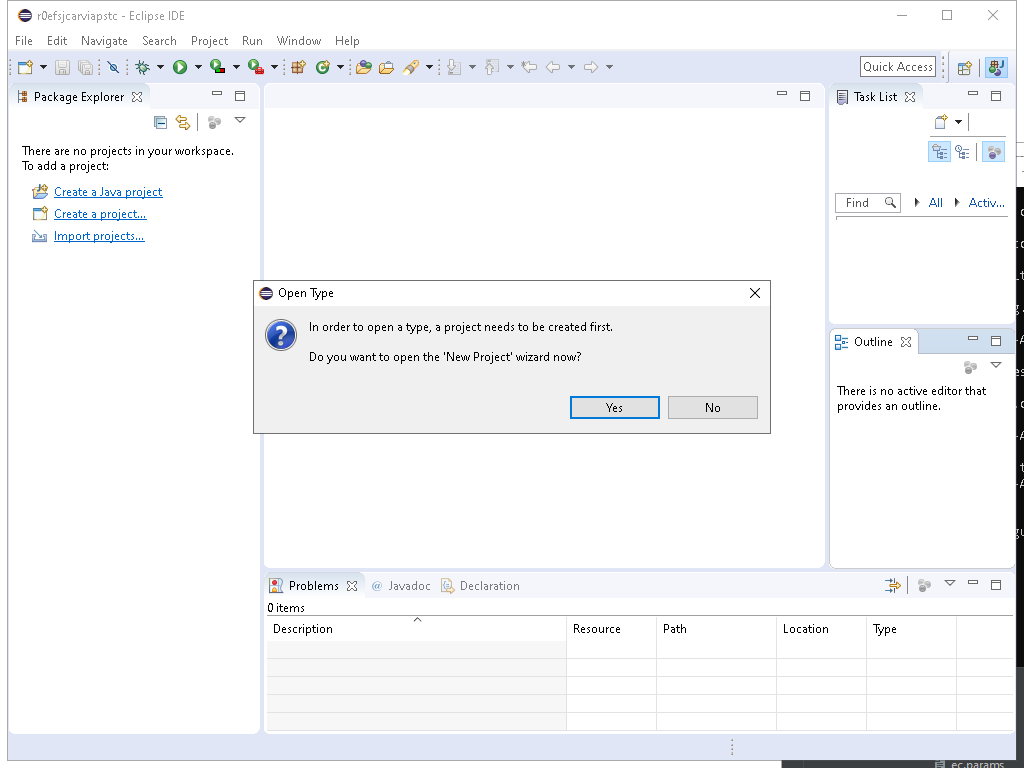 r0efsjcarviapstc - Eclipse IDE
File Edit Navigate Search Project Run Window Help
Quick Access
Package Explorer
Task List
There are no projects in your workspace.
To add a project:
Create a Java project
Create a project...
Import projects...
Find
All
Activ...
Open Type
In order to open a type, a project needs to be created first.
Do you want to open the 'New Project' wizard now?
Yes
No
Outline
There is no active editor that
provides an outline.
Problems
@ Javadoc
Declaration
0 items
Description Resource Path Location Type
ec.params